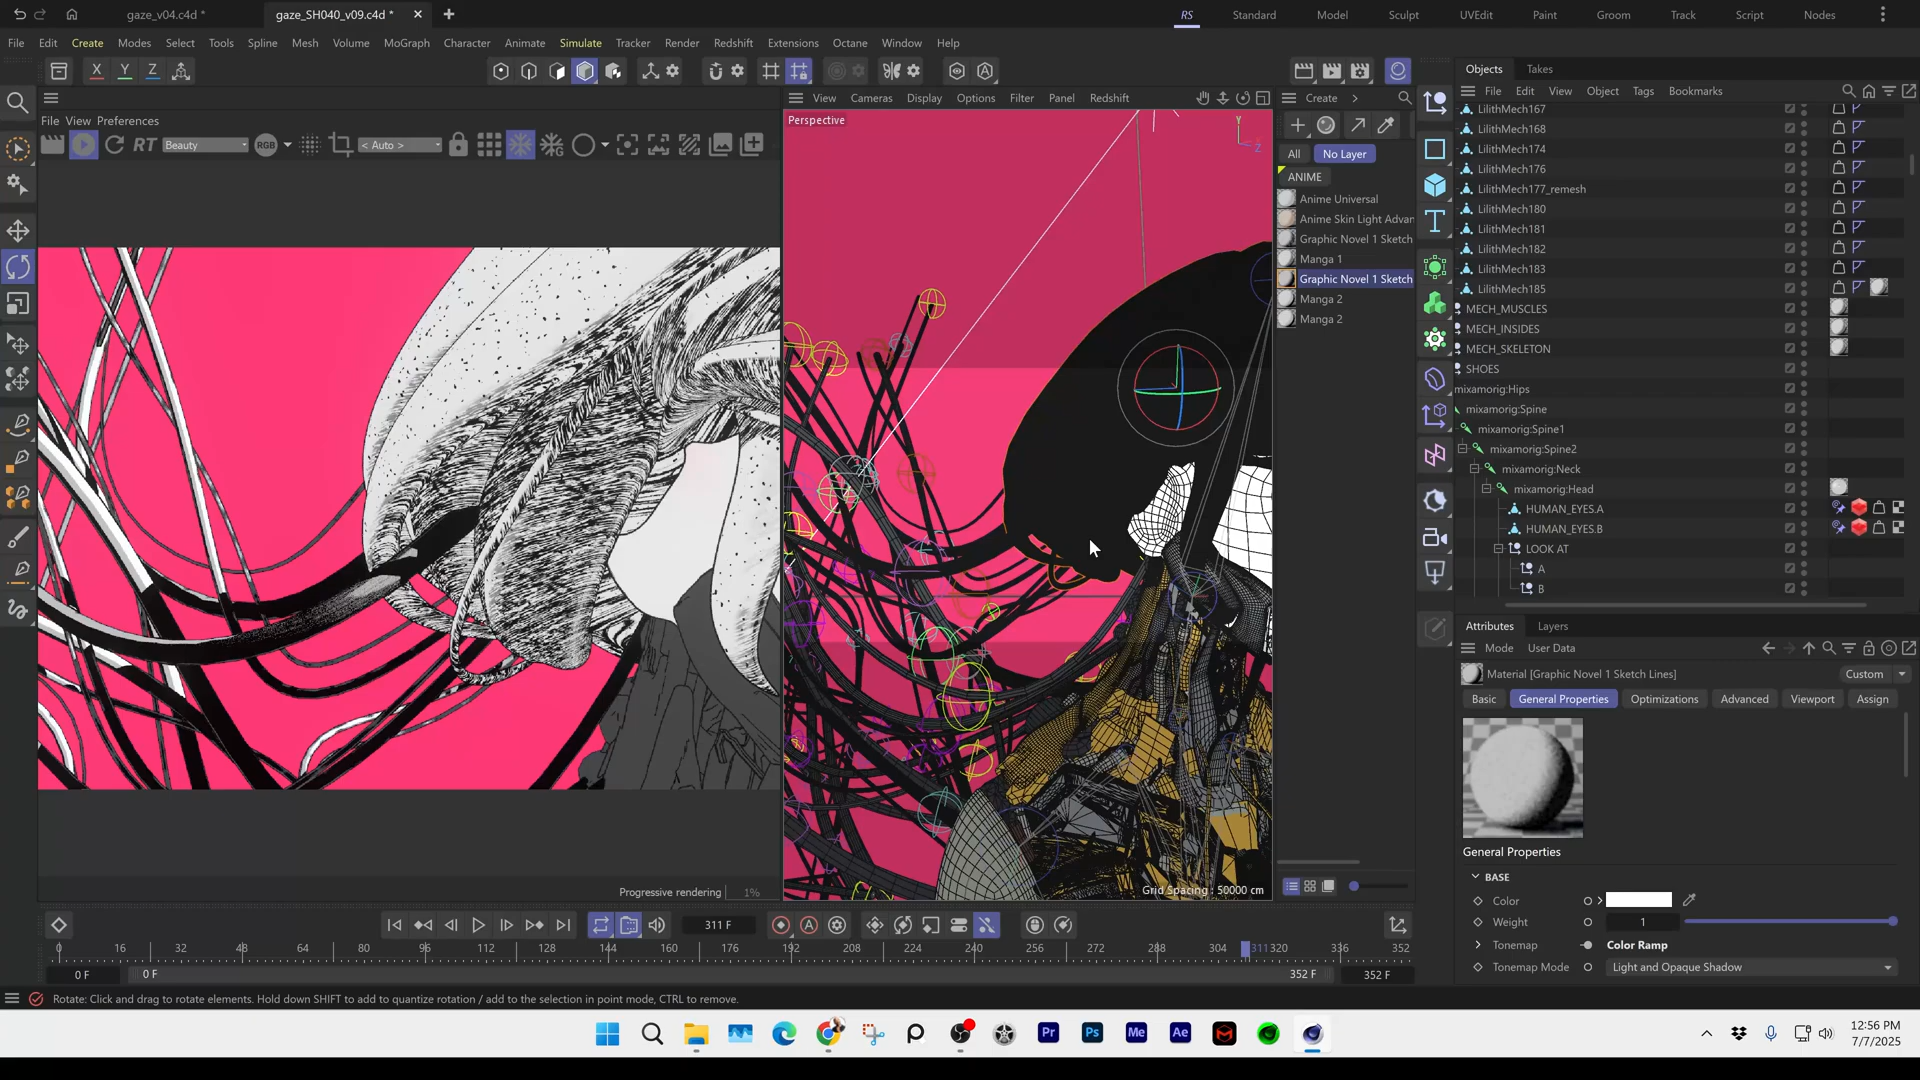 gaze_v04.c4d *
gaze_SH040_v09.c4d *
RS Standard Model Sculpt UVEdit Paint Groom Track Script Nodes
File Edit Create Modes Select Tools Spline Mesh Volume MoGraph Character Animate Simulate Tracker Render Redshift Extensions Octane Window Help
X Y Z
Objects Takes
File Edit View Object Tags Bookmarks
View Cameras Display Options Filter Panel Redshift
Create
File View Preferences
RT Beauty RGB < Auto >
Perspective
Y
Z
All No Layer
ANIME
Anime Universal
Anime Skin Light Advan
Graphic Novel 1 Sketch
Manga 1
Graphic Novel 1 Sketch
Manga 2
Manga 2
LilithMech167
LilithMech168
LilithMech174
LilithMech176
LilithMech177_remesh
LilithMech180
LilithMech181
LilithMech182
LilithMech183
LilithMech185
MECH_MUSCLES
MECH_INSIDES
MECH_SKELETON
SHOES
mixamorig:Hips
mixamorig:Spine
mixamorig:Spine1
mixamorig:Spine2
mixamorig:Neck
mixamorig:Head
HUMAN_EYES.A
HUMAN_EYES.B
LOOK AT
A
B
Attributes Layers
Mode User Data
Material [Graphic Novel 1 Sketch Lines]
Custom
Basic General Properties Optimizations Advanced Viewport Assign
General Properties
BASE
Color
Weight 1
Tonemap Color Ramp
Tonemap Mode Light and Opaque Shadow
Progressive rendering 1%
Grid Spacing : 50000 cm
311 F
0 16 32 48 64 80 96 112 128 144 160 176 192 208 224 240 256 272 288 304 311 320 336 352
0 F 0 F 352 F 352 F
Rotate: Click and drag to rotate elements. Hold down SHIFT to add to quantize rotation / add to the selection in point mode, CTRL to remove.
Pr Ps Me Ae
12:56 PM
7/7/2025